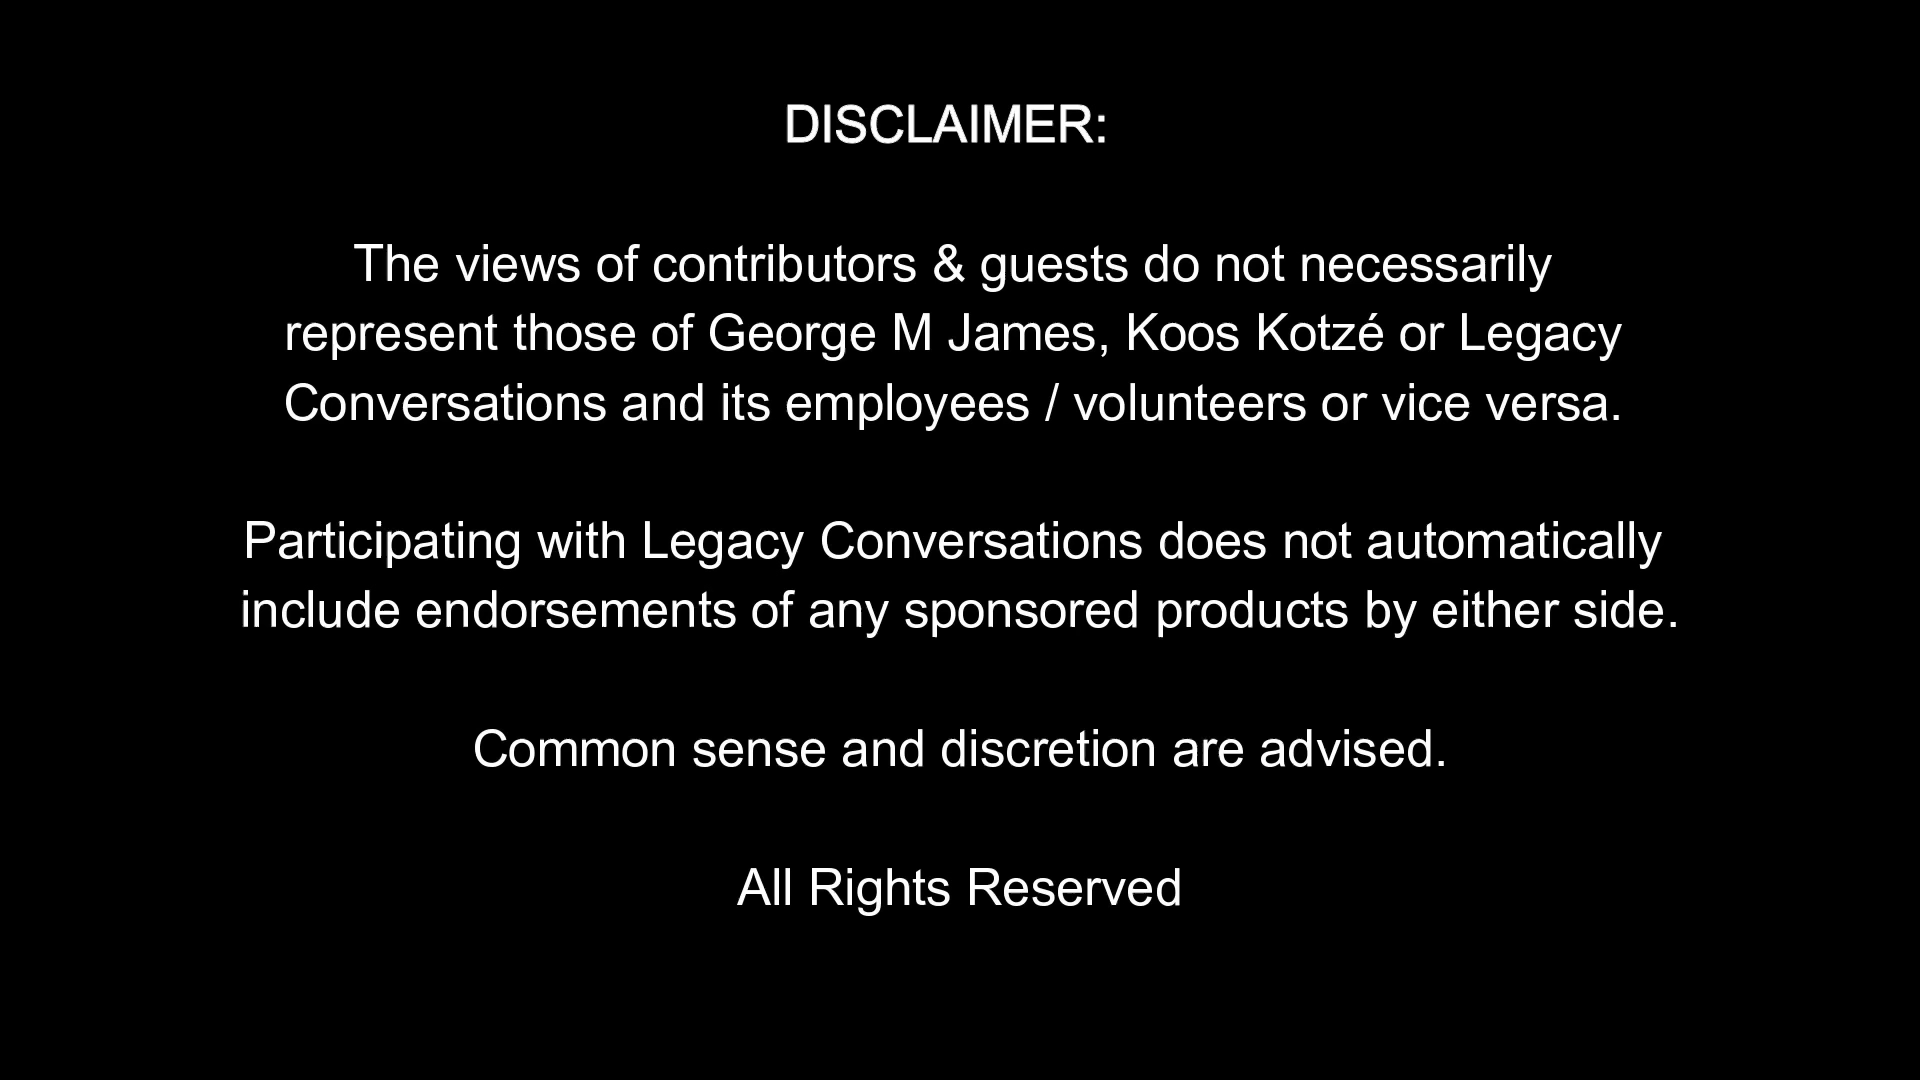 DISCLAIMER:
The views of contributors & guests do not necessarily
represent those of George M James, Koos Kotzé or Legacy
Conversations and its employees / volunteers or vice versa.
Participating with Legacy Conversations does not automatically
include endorsements of any sponsored products by either side.
Common sense and discretion are advised.
All Rights Reserved